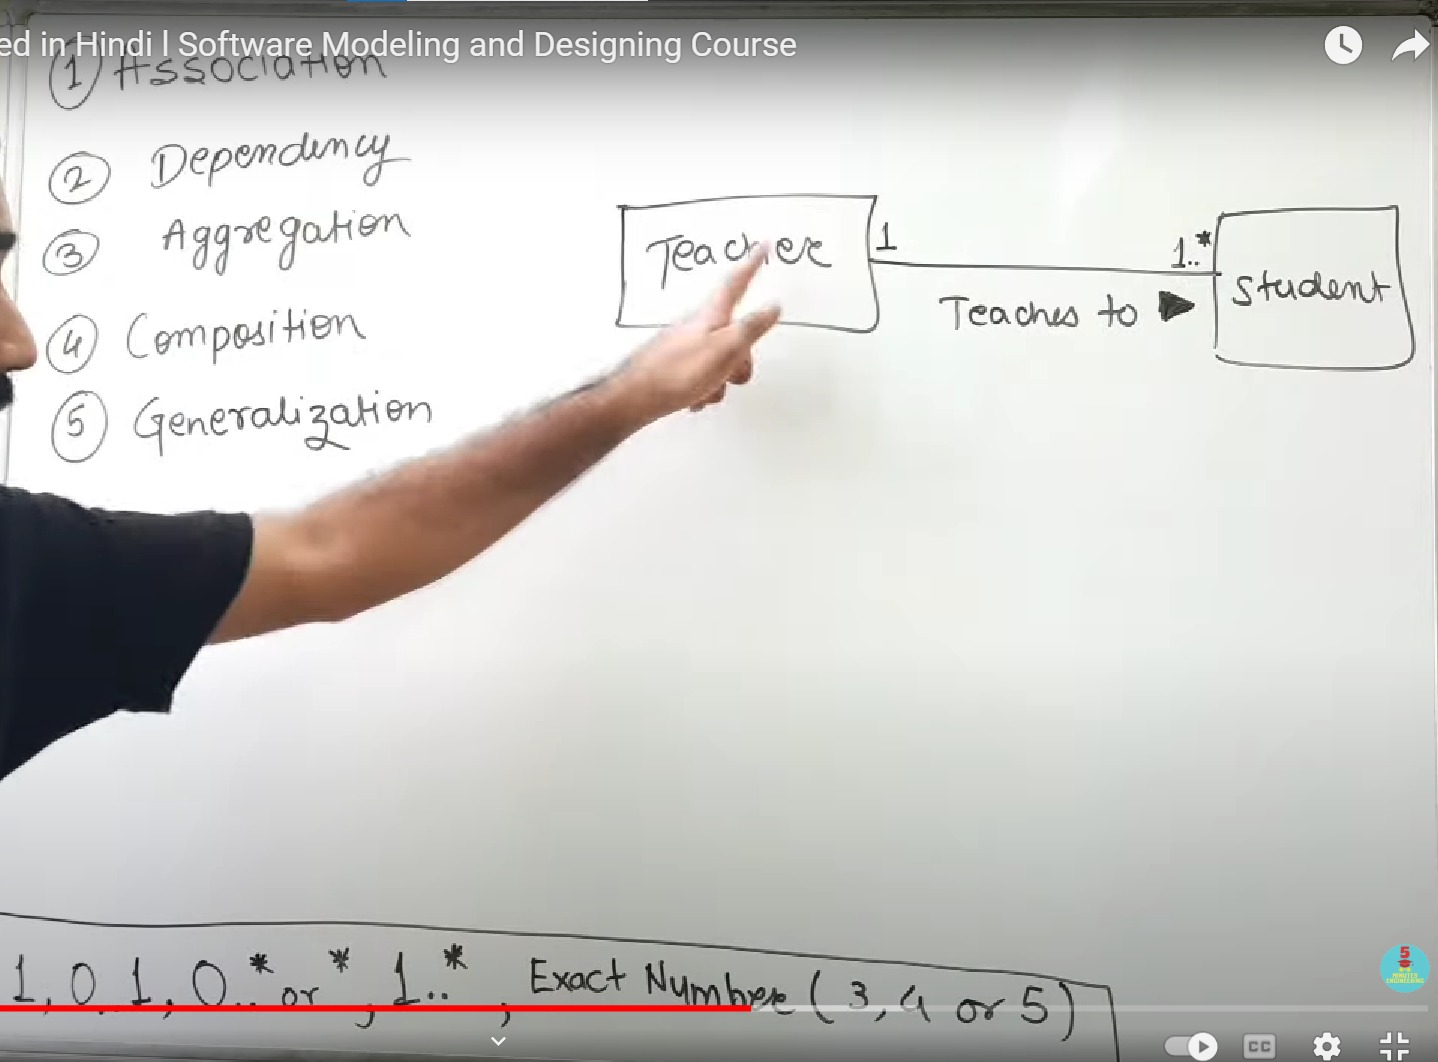 ed in Hindi l Software Modeling and Designing Course
1 Association
2 Dependency
3 Aggregation
4 Composition
5 Generalization
Teacher
1
1..*
Student
Teaches to
1, 0..1, 0..* or *, 1..*, Exact Number (3, 4 or 5)
5
MINUTES
ENGINEERING
CC